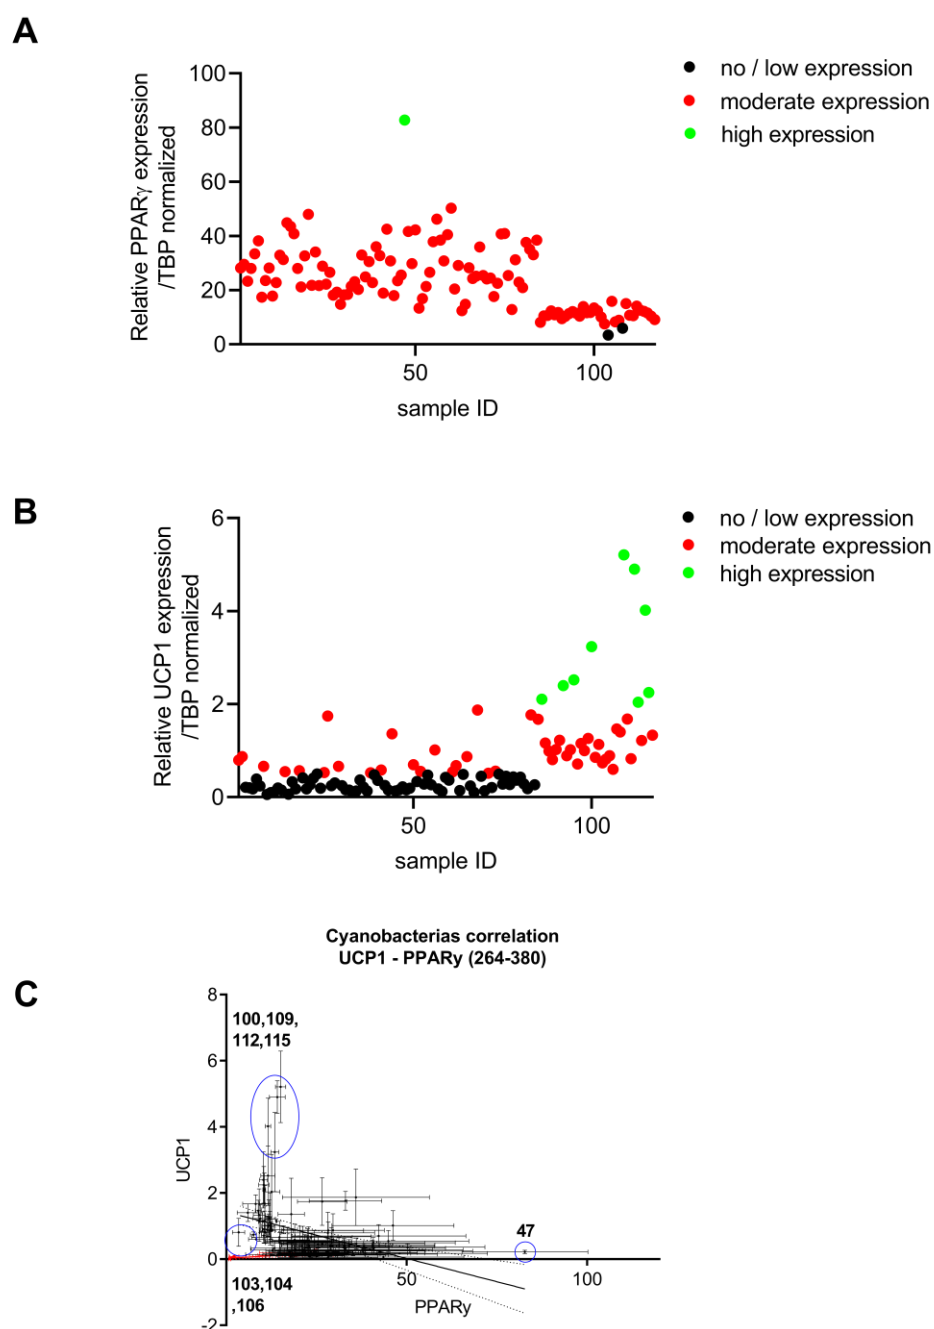 A
Relative PPARγ expression
/TBP normalized
100
80
60
40
20
0
50
100
sample ID
no / low expression
moderate expression
high expression
B
Relative UCP1 expression
/TBP normalized
6
4
2
0
50
100
sample ID
no / low expression
moderate expression
high expression
Cyanobacterias correlation
UCP1 - PPARy (264-380)
C
UCP1
8
6
4
2
0
-2
100,109,
112,115
47
103,104
,106
50
100
PPARy